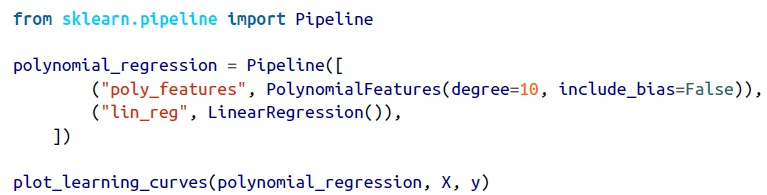 from sklearn.pipeline import Pipeline
polynomial_regression = Pipeline([
        ("poly_features", PolynomialFeatures(degree=10, include_bias=False)),
        ("lin_reg", LinearRegression()),
    ])
plot_learning_curves(polynomial_regression, X, y)